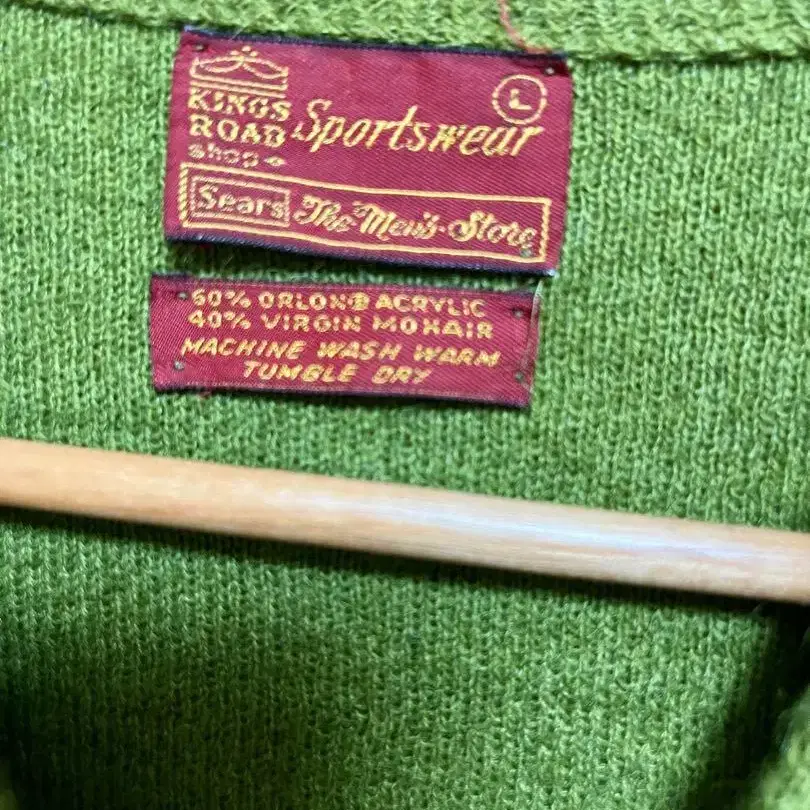 KINGS
ROAD
shop
Sportswear
L
Sears The Men's Store
60% ORLON® ACRYLIC
40% VIRGIN MOHAIR
MACHINE WASH WARM
TUMBLE DRY